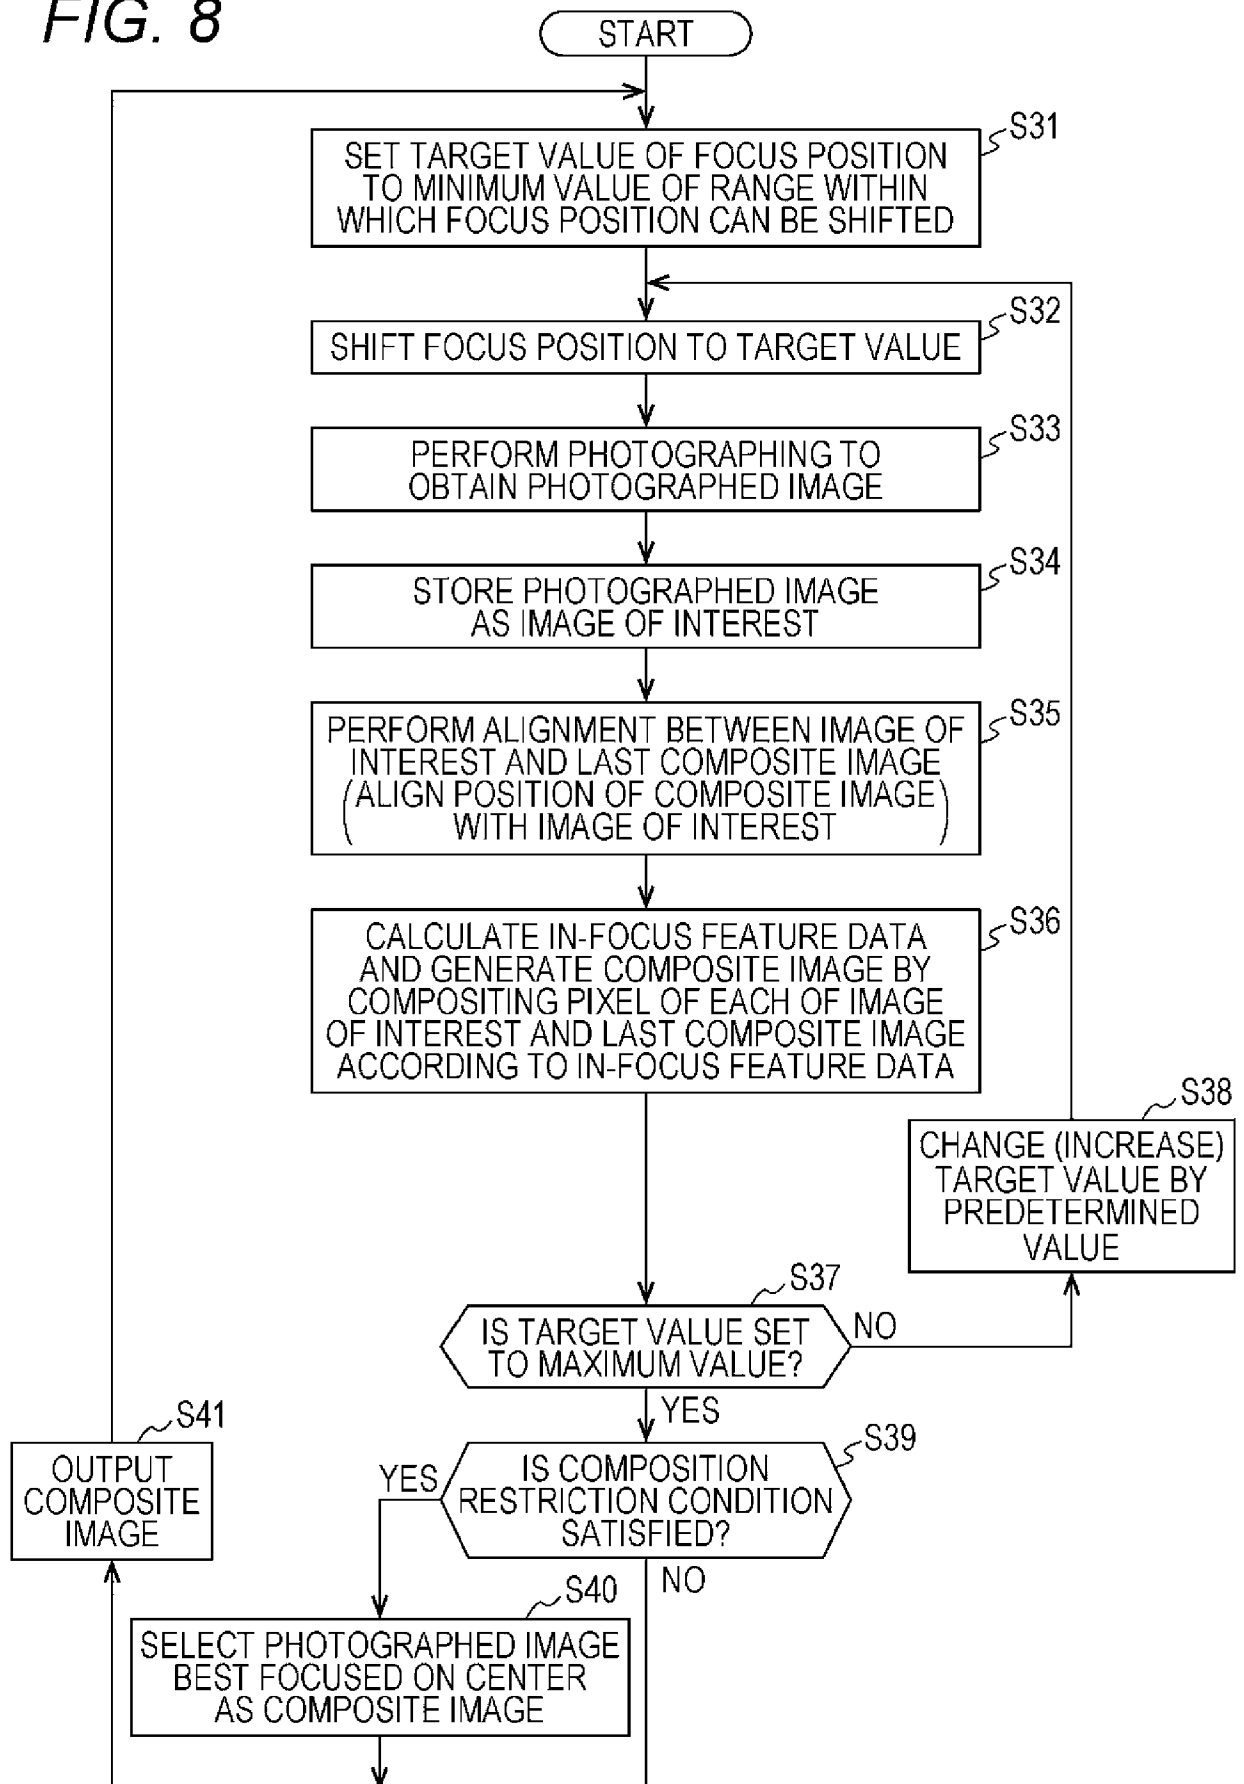 FIG. 8
START
S31
SET TARGET VALUE OF FOCUS POSITION
TO MINIMUM VALUE OF RANGE WITHIN
WHICH FOCUS POSITION CAN BE SHIFTED
S32
SHIFT FOCUS POSITION TO TARGET VALUE
S33
PERFORM PHOTOGRAPHING TO
OBTAIN PHOTOGRAPHED IMAGE
S34
STORE PHOTOGRAPHED IMAGE
AS IMAGE OF INTEREST
S35
PERFORM ALIGNMENT BETWEEN IMAGE OF
INTEREST AND LAST COMPOSITE IMAGE
(ALIGN POSITION OF COMPOSITE IMAGE
WITH IMAGE OF INTEREST)
S36
CALCULATE IN-FOCUS FEATURE DATA
AND GENERATE COMPOSITE IMAGE BY
COMPOSITING PIXEL OF EACH OF IMAGE
OF INTEREST AND LAST COMPOSITE IMAGE
ACCORDING TO IN-FOCUS FEATURE DATA
S38
CHANGE (INCREASE)
TARGET VALUE BY
PREDETERMINED
VALUE
S37
IS TARGET VALUE SET
TO MAXIMUM VALUE?
NO
YES
S41
OUTPUT
COMPOSITE
IMAGE
S39
IS COMPOSITION
RESTRICTION CONDITION
SATISFIED?
YES
NO
S40
SELECT PHOTOGRAPHED IMAGE
BEST FOCUSED ON CENTER
AS COMPOSITE IMAGE